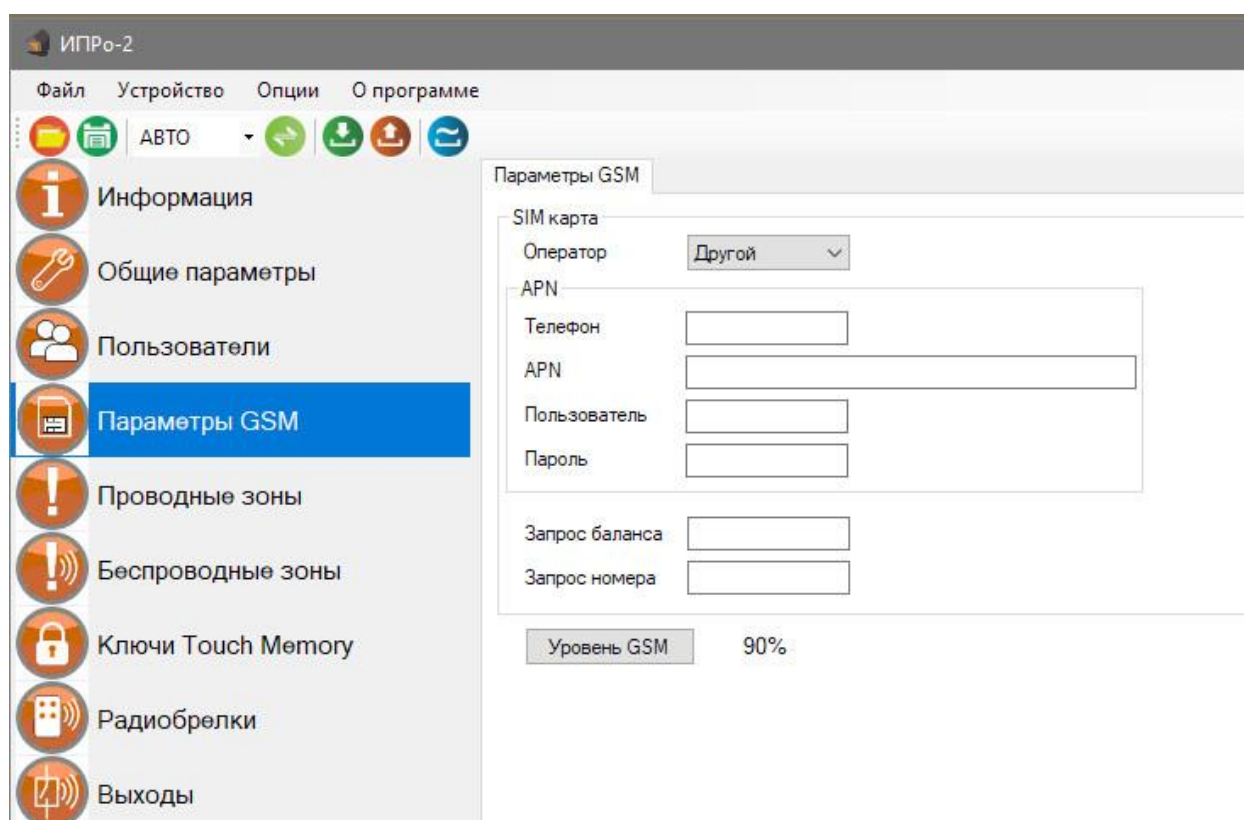 ИПРо-2
Файл Устройство Опции О программе
АВТО
Информация
Общие параметры
Пользователи
Параметры GSM
Проводные зоны
Беспроводные зоны
Ключи Touch Memory
Радиобрелки
Выходы
Параметры GSM
SIM карта
Оператор Другой
APN
Телефон
APN
Пользователь
Пароль
Запрос баланса
Запрос номера
Уровень GSM 90%